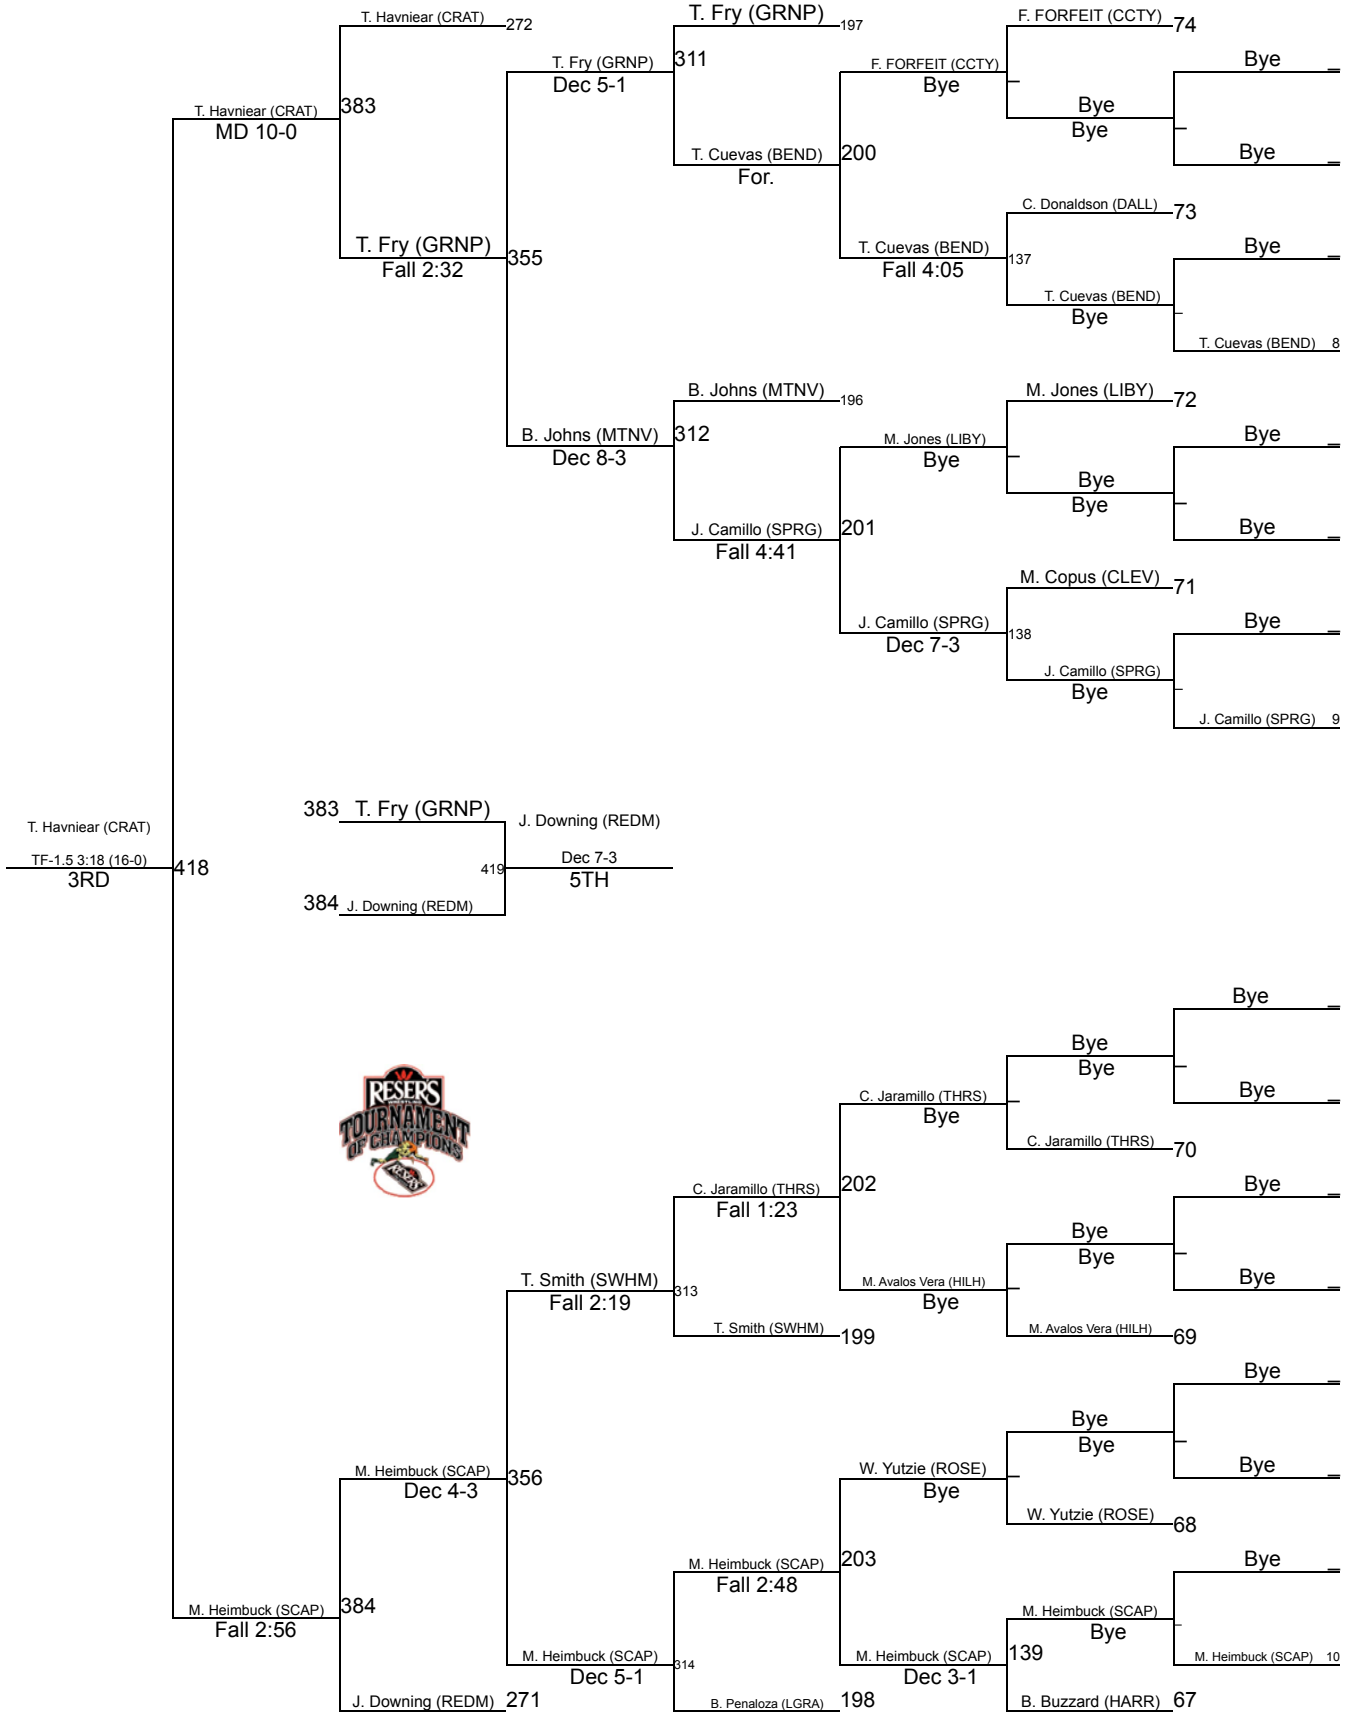 T. Havniear (CRAT) 272
T. Fry (GRNP) 197
F. FORFEIT (CCTY) 74
T. Fry (GRNP) 311
Dec 5-1
F. FORFEIT (CCTY)
Bye
Bye _
T. Havniear (CRAT) 383
MD 10-0
Bye
Bye
T. Cuevas (BEND) 200
For.
Bye _
C. Donaldson (DALL) 73
T. Fry (GRNP) 355
Fall 2:32
T. Cuevas (BEND) 137
Fall 4:05
Bye _
T. Cuevas (BEND)
Bye
T. Cuevas (BEND) 8
B. Johns (MTNV) 196
M. Jones (LIBY) 72
B. Johns (MTNV) 312
Dec 8-3
M. Jones (LIBY)
Bye
Bye _
Bye
Bye
J. Camillo (SPRG) 201
Fall 4:41
Bye _
M. Copus (CLEV) 71
J. Camillo (SPRG) 138
Dec 7-3
Bye _
J. Camillo (SPRG)
Bye
J. Camillo (SPRG) 9
383 T. Fry (GRNP)
J. Downing (REDM)
T. Havniear (CRAT)
TF-1.5 3:18 (16-0) 418
3RD
419 Dec 7-3
5TH
384 J. Downing (REDM)
Bye _
Bye
Bye
C. Jaramillo (THRS)
Bye
Bye _
C. Jaramillo (THRS) 70
RESER'S
WRESTLING
TOURNAMENT
OF CHAMPIONS
RESER'S
C. Jaramillo (THRS) 202
Fall 1:23
Bye _
Bye
Bye
T. Smith (SWHM) 313
Fall 2:19
M. Avalos Vera (HILH)
Bye
Bye _
T. Smith (SWHM) 199
M. Avalos Vera (HILH) 69
Bye _
Bye
Bye
M. Heimbuck (SCAP) 356
Dec 4-3
W. Yutzie (ROSE)
Bye
Bye _
W. Yutzie (ROSE) 68
M. Heimbuck (SCAP) 203
Fall 2:48
Bye _
M. Heimbuck (SCAP) 384
Fall 2:56
M. Heimbuck (SCAP)
Bye
M. Heimbuck (SCAP) 314
Dec 5-1
M. Heimbuck (SCAP) 139
Dec 3-1
M. Heimbuck (SCAP) 10
J. Downing (REDM) 271
B. Penaloza (LGRA) 198
B. Buzzard (HARR) 67